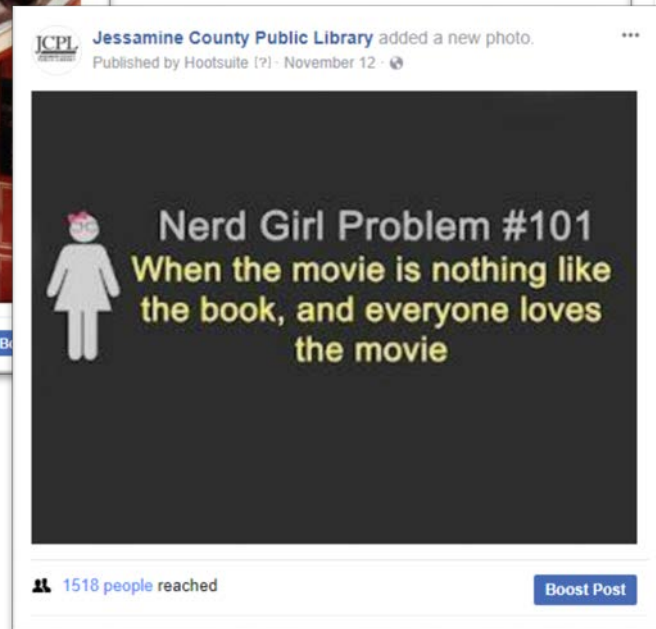 JCPL
Jessamine County Public Library added a new photo.
Published by Hootsuite [?] · November 12 ·
Nerd Girl Problem #101
When the movie is nothing like
the book, and everyone loves
the movie
1518 people reached
Boost Post